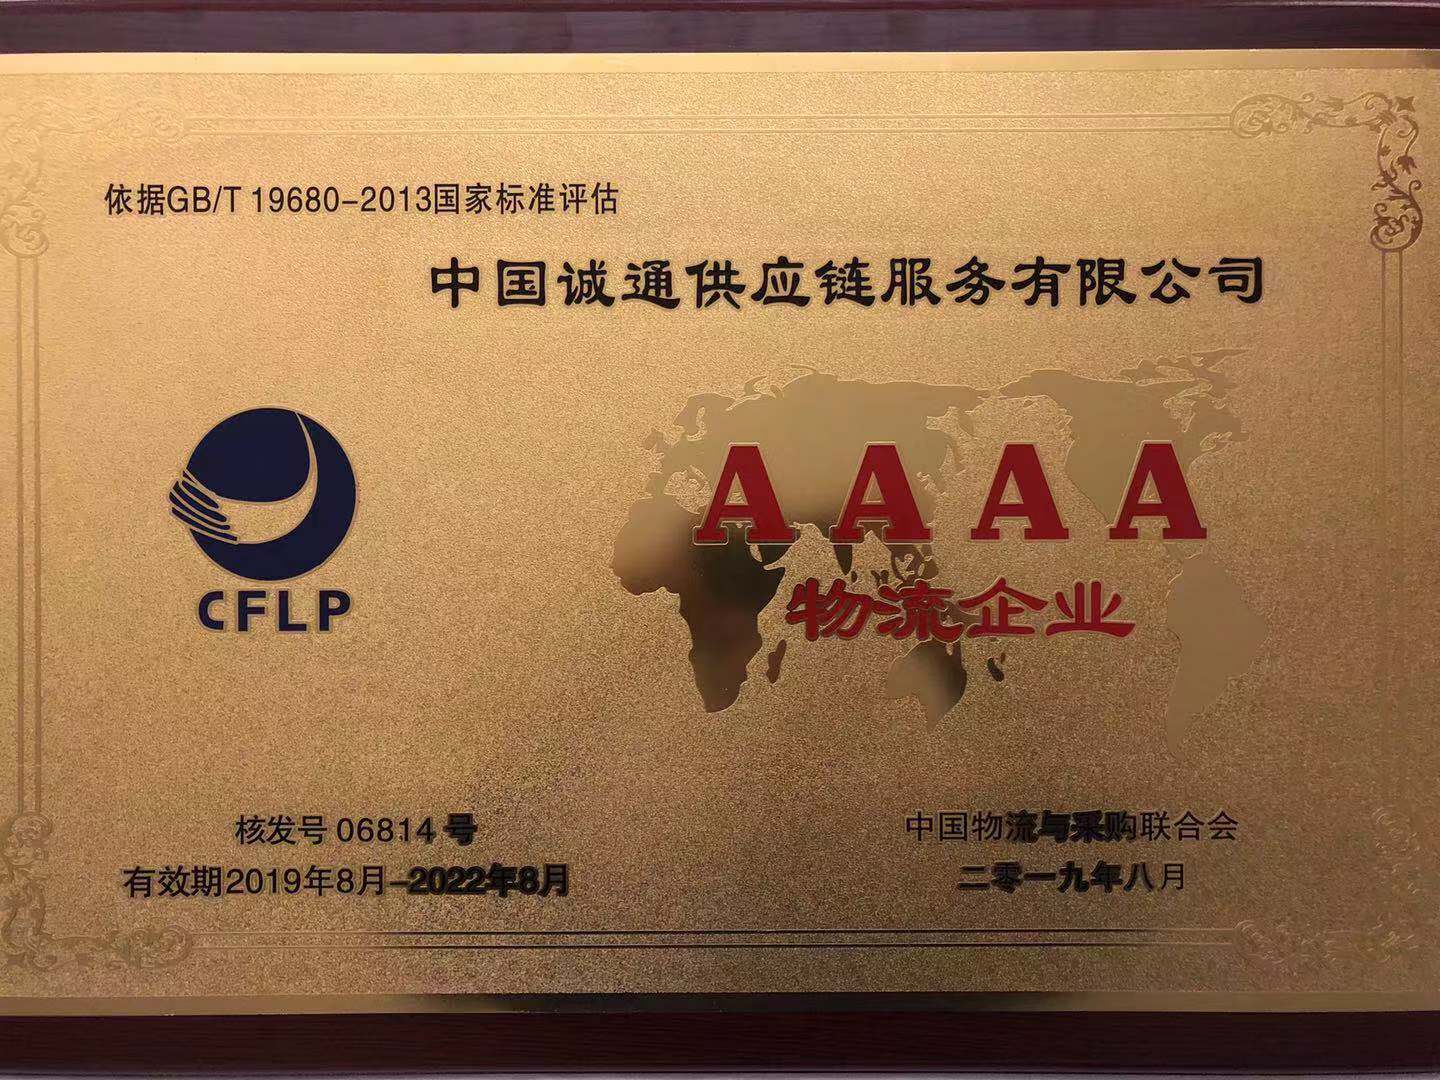 依据GB/T 19680-2013国家标准评估
中国诚通供应链服务有限公司
AAAA
物流企业
CFLP
核发号 06814 号
有效期2019年8月-2022年8月
中国物流与采购联合会
二零一九年八月